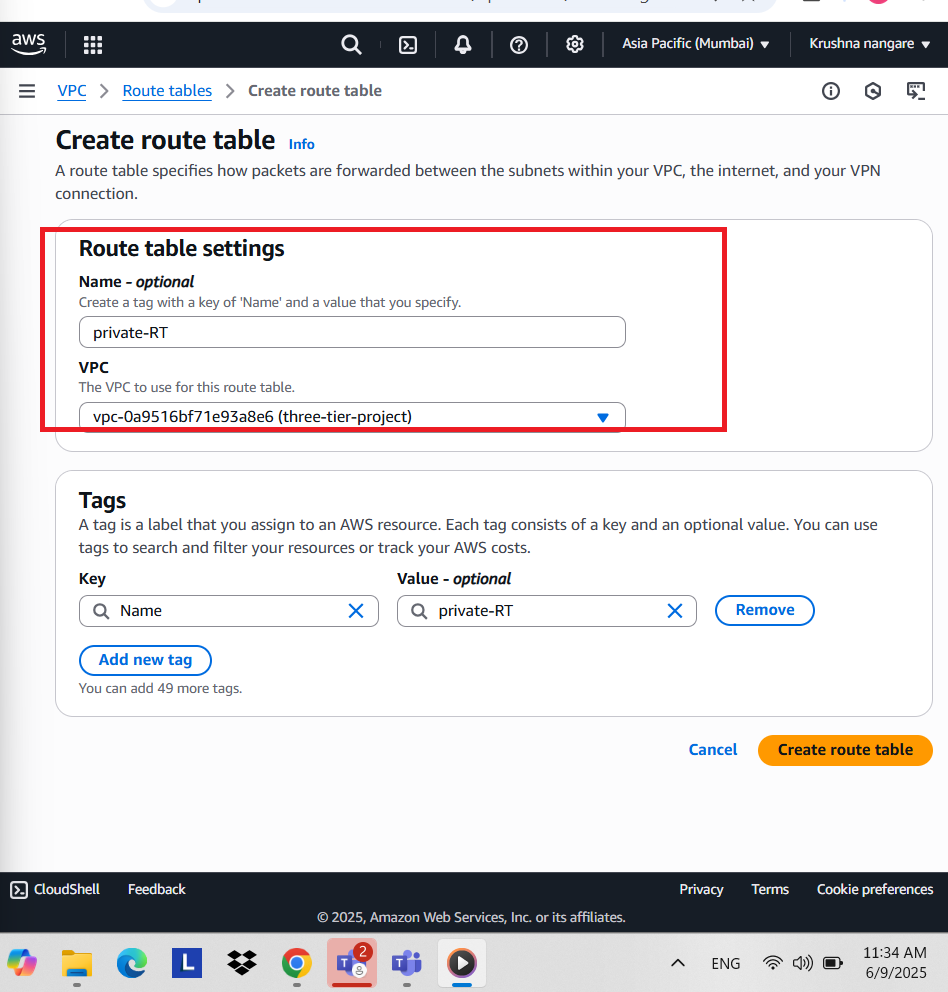 aws
Asia Pacific (Mumbai)
Krushna nangare
VPC
Route tables
Create route table
Create route table
Info
A route table specifies how packets are forwarded between the subnets within your VPC, the internet, and your VPN
connection.
Route table settings
Name - optional
Create a tag with a key of 'Name' and a value that you specify.
private-RT
VPC
The VPC to use for this route table.
vpc-0a9516bf71e93a8e6 (three-tier-project)
Tags
A tag is a label that you assign to an AWS resource. Each tag consists of a key and an optional value. You can use
tags to search and filter your resources or track your AWS costs.
Key
Value - optional
Name
private-RT
Remove
Add new tag
You can add 49 more tags.
Cancel
Create route table
CloudShell
Feedback
Privacy
Terms
Cookie preferences
© 2025, Amazon Web Services, Inc. or its affiliates.
L
T
2
T
ENG
11:34 AM
6/9/2025